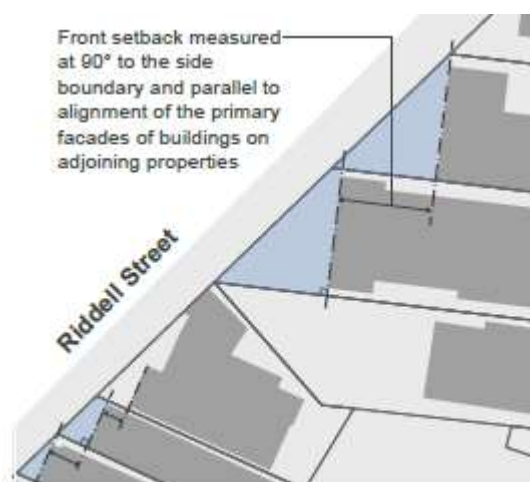 Front setback measured
at 90° to the side
boundary and parallel to
alignment of the primary
facades of buildings on
adjoining properties
Riddell Street